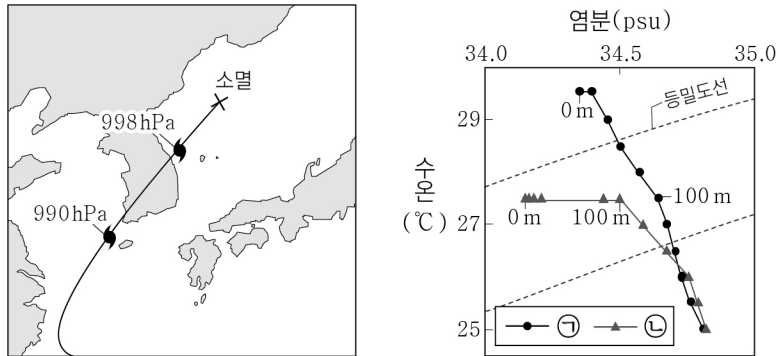 소멸
998hPa
990hPa
염분(psu)
34.0 34.5 35.0
등밀도선
0m
29
수온
(℃)
100m
27
0m 100m
25
㉠ ㉡